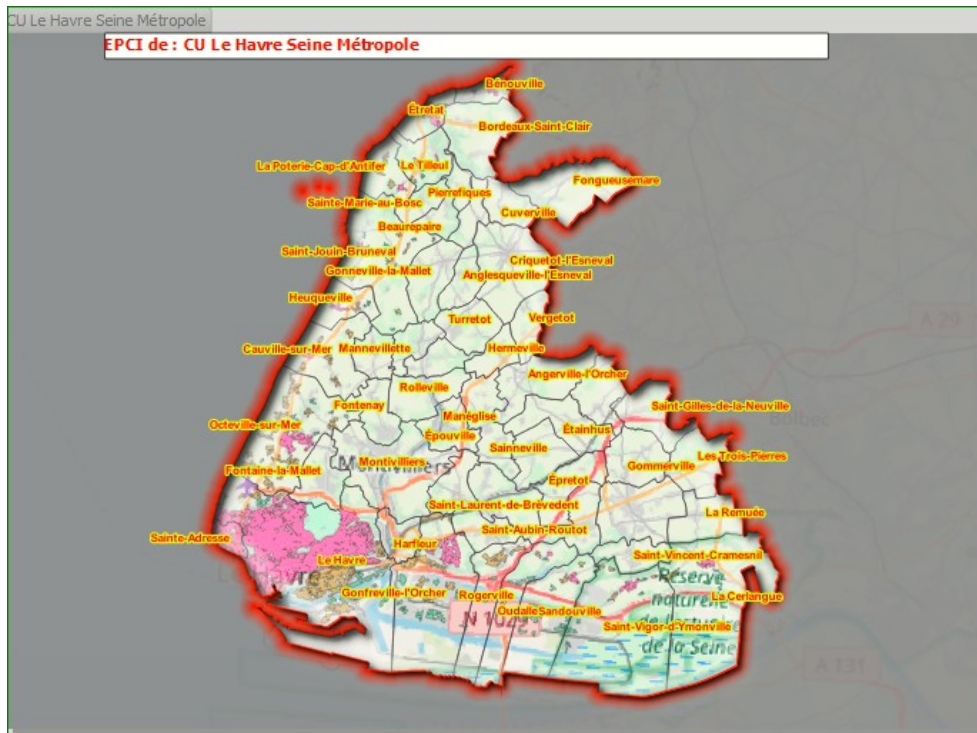 CU Le Havre Seine Métropole
EPCI de : CU Le Havre Seine Métropole
Bénouville
Étretat
Bordeaux-Saint-Clair
La Poterie-Cap-d'Antifer
Le Tilleul
Fongueusemare
Pierrefiques
Sainte-Marie-au-Bosc
Cuverville
Beaurepaire
Saint-Jouin-Bruneval
Criquetot-l'Esneval
Gonneville-la-Mallet
Anglesqueville-l'Esneval
Heuqueville
Turretot
Vergetot
A 29
Cauville-sur-Mer
Mannevillette
Hermeville
Angerville-l'Orcher
Rolleville
Fontenay
Saint-Gilles-de-la-Neuville
Manéglise
Bolbec
Octeville-sur-Mer
Étainhus
Épouville
Sainneville
Les Trois-Pierres
Montivilliers
Gommerville
Fontaine-la-Mallet
Épretot
Saint-Laurent-de-Brèvedent
La Remuée
Saint-Aubin-Routot
Sainte-Adresse
Harfleur
Saint-Vincent-Cramesnil
Le Havre
Le Havre
Réserve
naturelle
Gonfreville-l'Orcher
Rogerville
La Cerlangue
Oudalle
Sandouville
Saint-Vigor-d'Ymonville
de la Seine
A 131